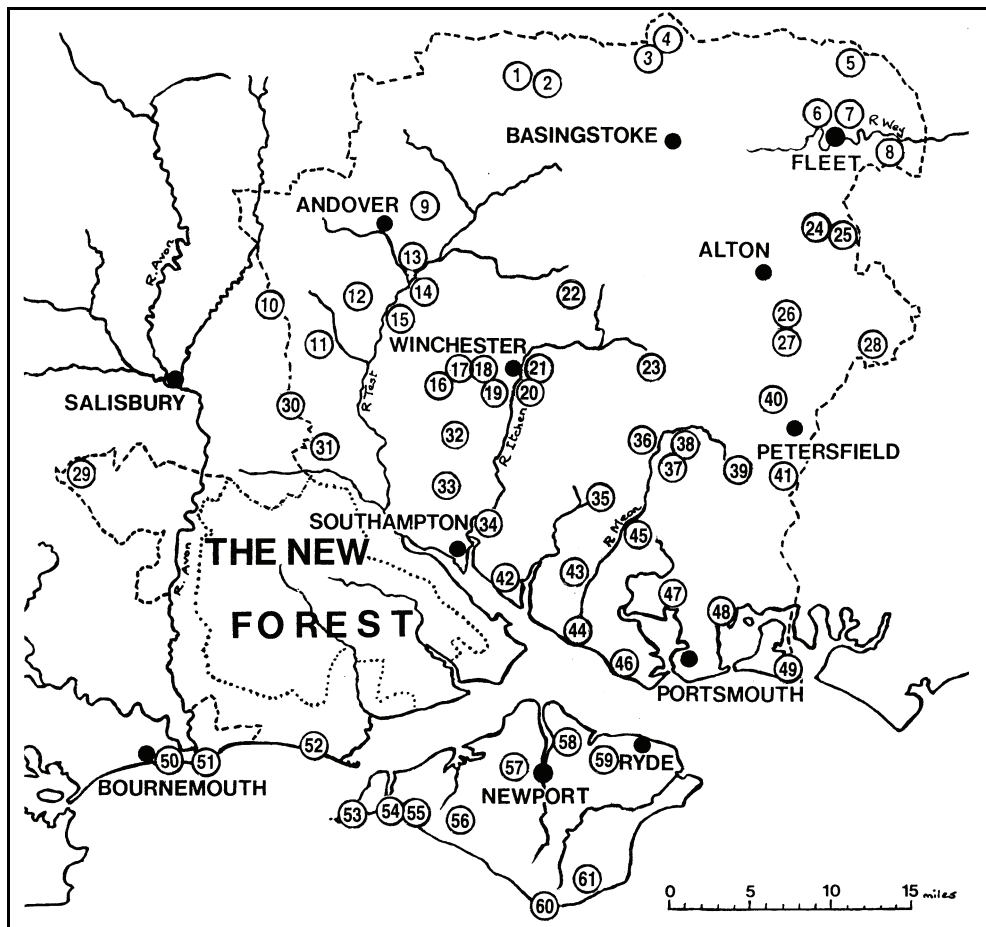 4
3
5
1
2
6
7
R Wey
BASINGSTOKE
FLEET
8
ANDOVER
9
24
25
R. Avon
13
ALTON
10
12
14
22
26
15
11
27
28
WINCHESTER
16
17
18
21
23
19
20
SALISBURY
R Test
40
30
R. Itchen
32
31
36
38
PETERSFIELD
29
37
39
41
33
35
SOUTHAMPTON
34
R. Meon
45
THE NEW
FOREST
R. Avon
42
43
47
48
44
46
49
PORTSMOUTH
52
58
50
51
57
59
RYDE
BOURNEMOUTH
NEWPORT
53
54
55
56
61
60
0 5 10 15 miles